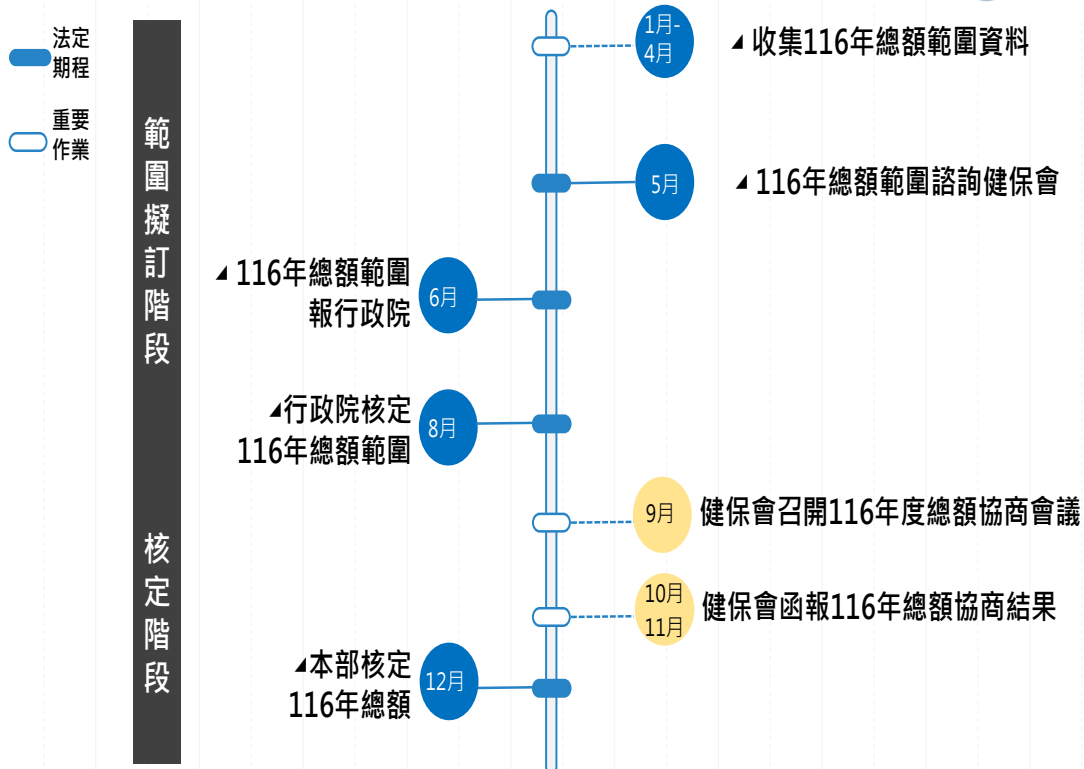 法定
期程
重要
作業
範圍擬訂階段
核定階段
1月-
4月
◢ 收集116年總額範圍資料
5月
◢ 116年總額範圍諮詢健保會
◢ 116年總額範圍
報行政院
6月
◢行政院核定
116年總額範圍
8月
9月
健保會召開116年度總額協商會議
10月
11月
健保會函報116年總額協商結果
◢本部核定
116年總額
12月